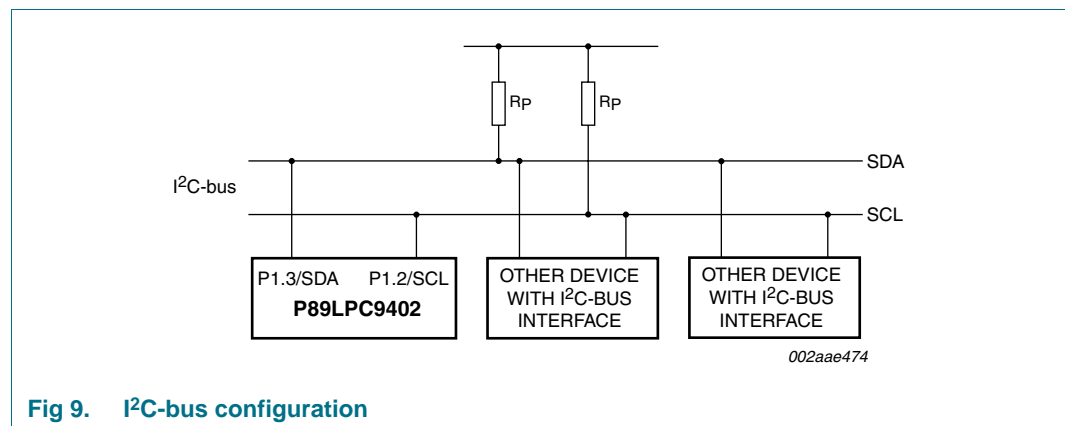 RP RP
SDA
I²C-bus
SCL
P1.3/SDA P1.2/SCL
P89LPC9402
OTHER DEVICE
WITH I²C-BUS
INTERFACE
OTHER DEVICE
WITH I²C-BUS
INTERFACE
002aae474
Fig 9. I²C-bus configuration